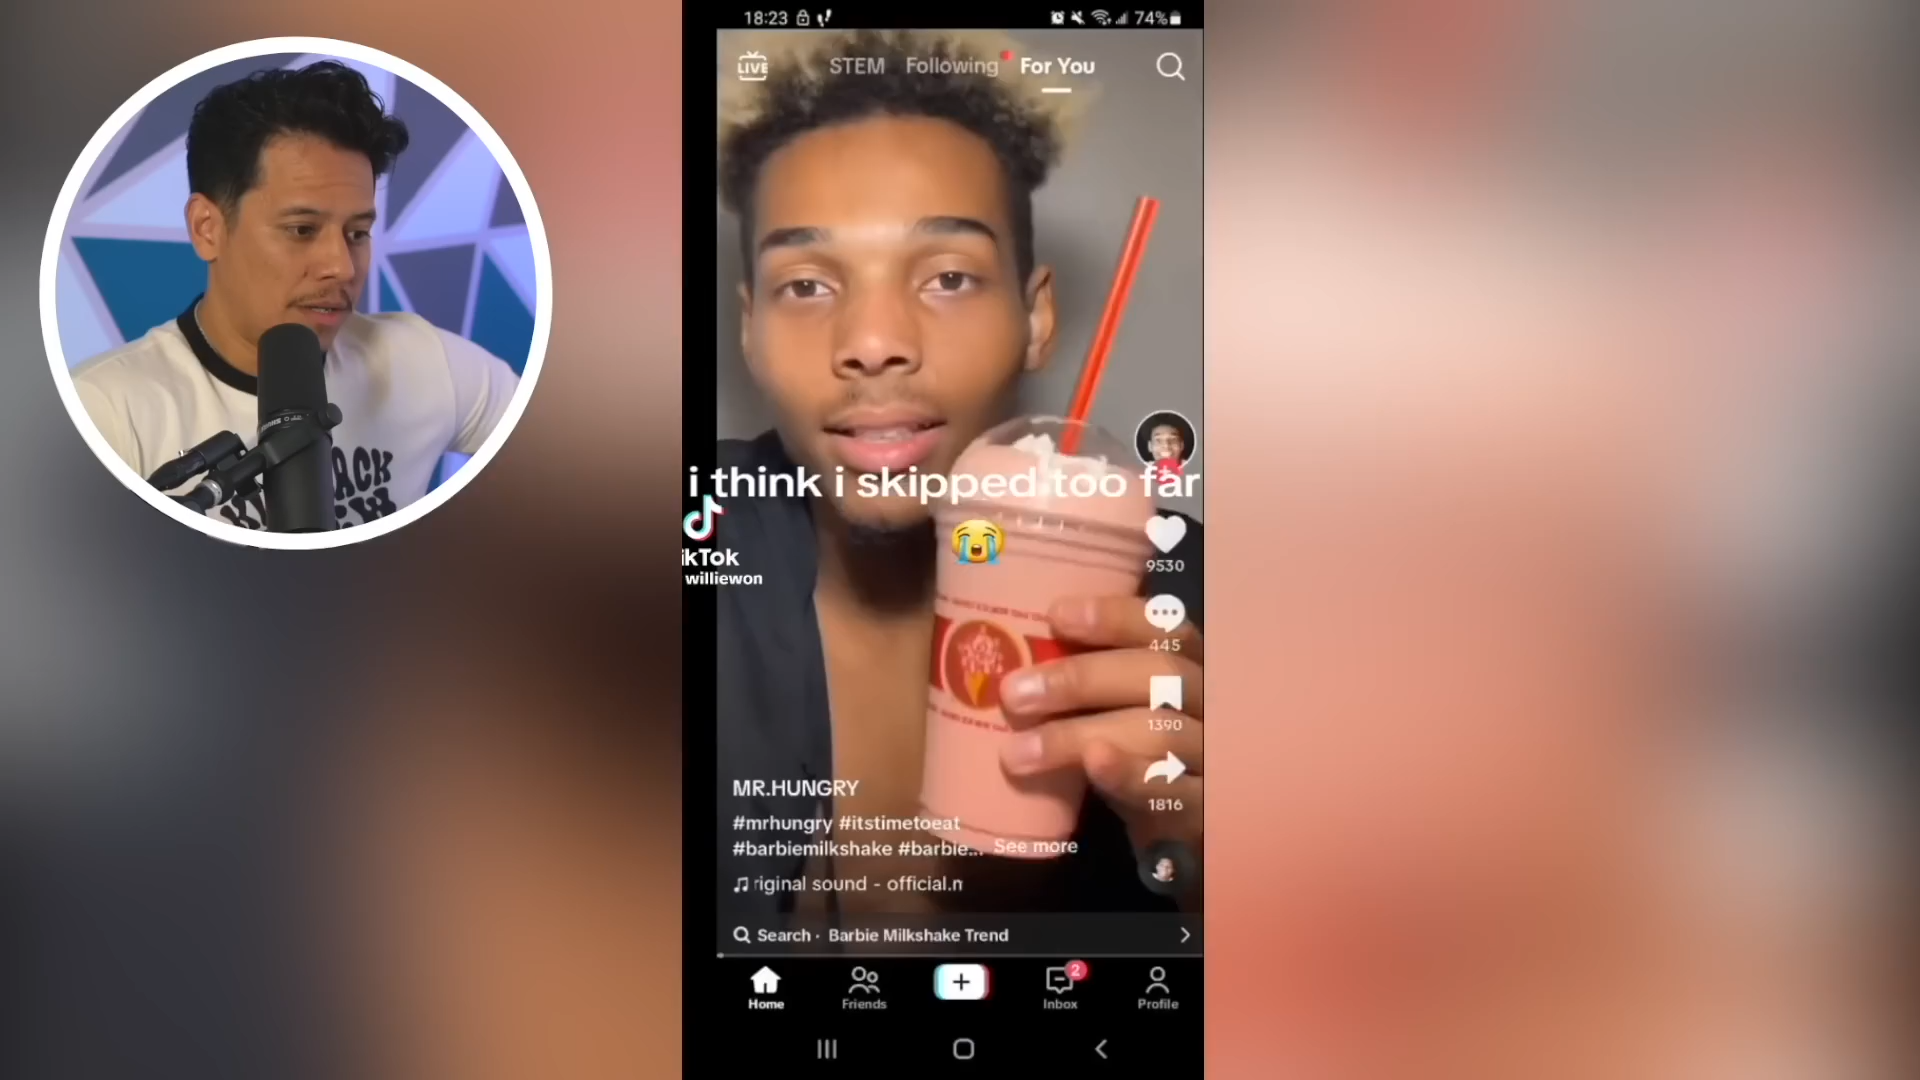 18:23
74%
LIVE
STEM
Following
For You
i think i skipped too far
😭
TikTok
williewon
9530
445
1390
1816
MR.HUNGRY
#mrhungry #itstimetoeat
#barbiemilkshake #barbie... See more
riginal sound - official.n
Search · Barbie Milkshake Trend
Home
Friends
2
Inbox
Profile